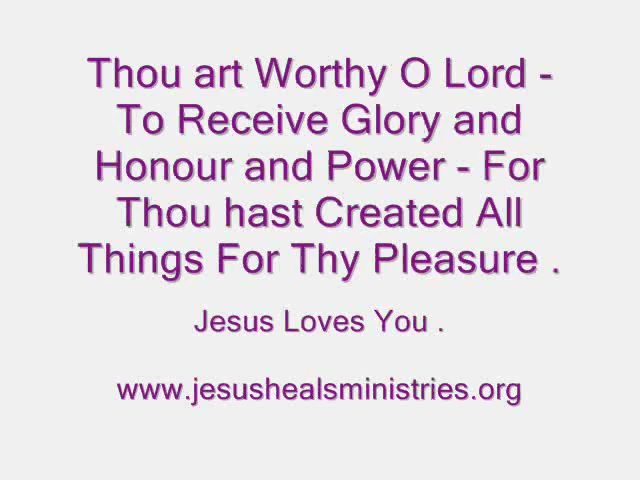 Thou art Worthy O Lord -
To Receive Glory and
Honour and Power - For
Thou hast Created All
Things For Thy Pleasure .
Jesus Loves You .
www.jesushealsministries.org